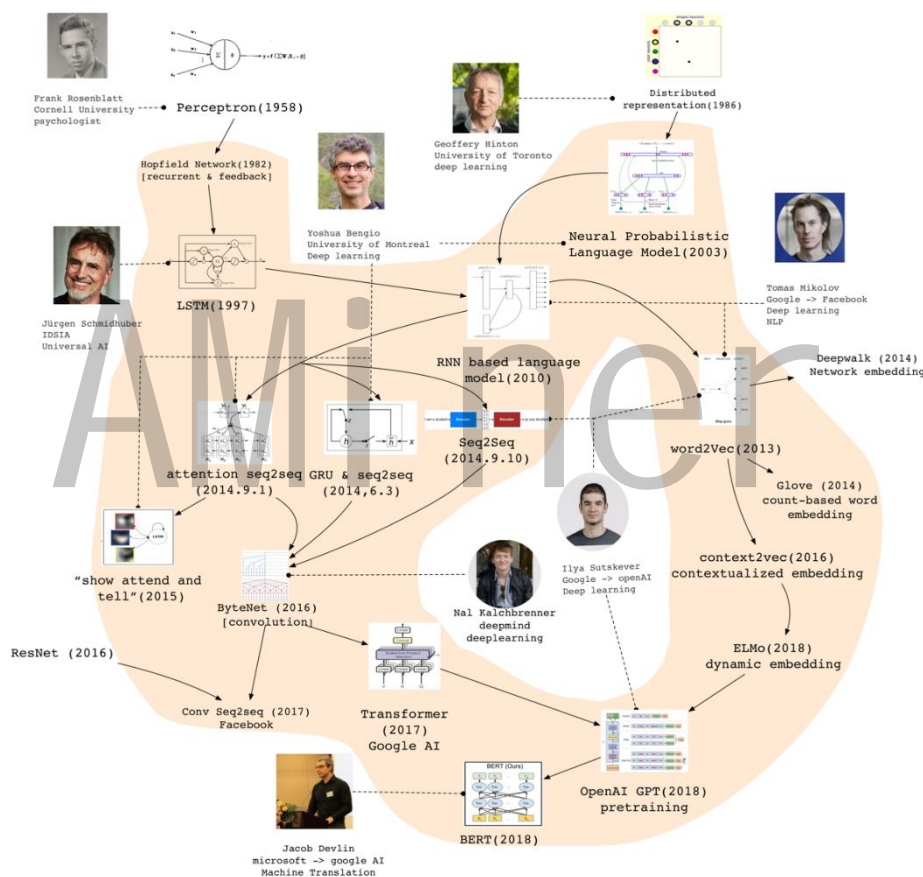 Frank Rosenblatt
Cornell University
psychologist
Perceptron(1958)
Distributed
representation(1986)
Geoffery Hinton
University of Toronto
deep learning
Hopfield Network(1982)
[recurrent & feedback]
Yoshua Bengio
University of Montreal
Deep learning
Neural Probabilistic
Language Model(2003)
Tomas Mikolov
Google -> Facebook
Deep learning
NLP
LSTM(1997)
Jürgen Schmidhuber
IDSIA
Universal AI
AMiner
RNN based language
model(2010)
Deepwalk (2014)
Network embedding
Seq2Seq
(2014.9.10)
word2Vec(2013)
attention seq2seq
(2014.9.1)
GRU & seq2seq
(2014,6.3)
Glove (2014)
count-based word
embedding
"show attend and
tell"(2015)
context2vec(2016)
contextualized embedding
Ilya Sutskever
Google -> openAI
Deep learning
ByteNet (2016)
[convolution]
Nal Kalchbrenner
deepmind
deeplearning
ResNet (2016)
ELMo(2018)
dynamic embedding
Conv Seq2seq (2017)
Facebook
Transformer
(2017)
Google AI
OpenAI GPT(2018)
pretraining
BERT (Ours)
BERT(2018)
Jacob Devlin
microsoft -> google AI
Machine Translation